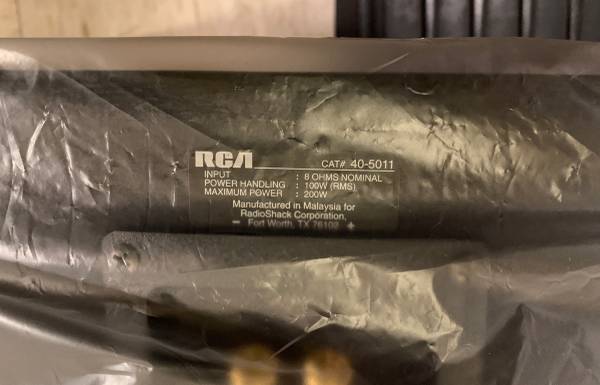 RCA CAT# 40-5011
INPUT : 8 OHMS NOMINAL
POWER HANDLING : 100W (RMS)
MAXIMUM POWER : 200W
Manufactured in Malaysia for
RadioShack Corporation,
Fort Worth, TX 76102
− +